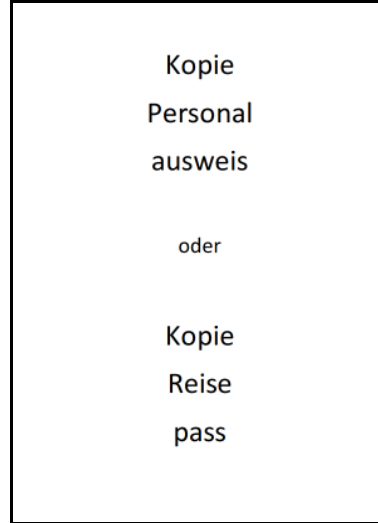 Kopie
Personal
ausweis
oder
Kopie
Reise
pass